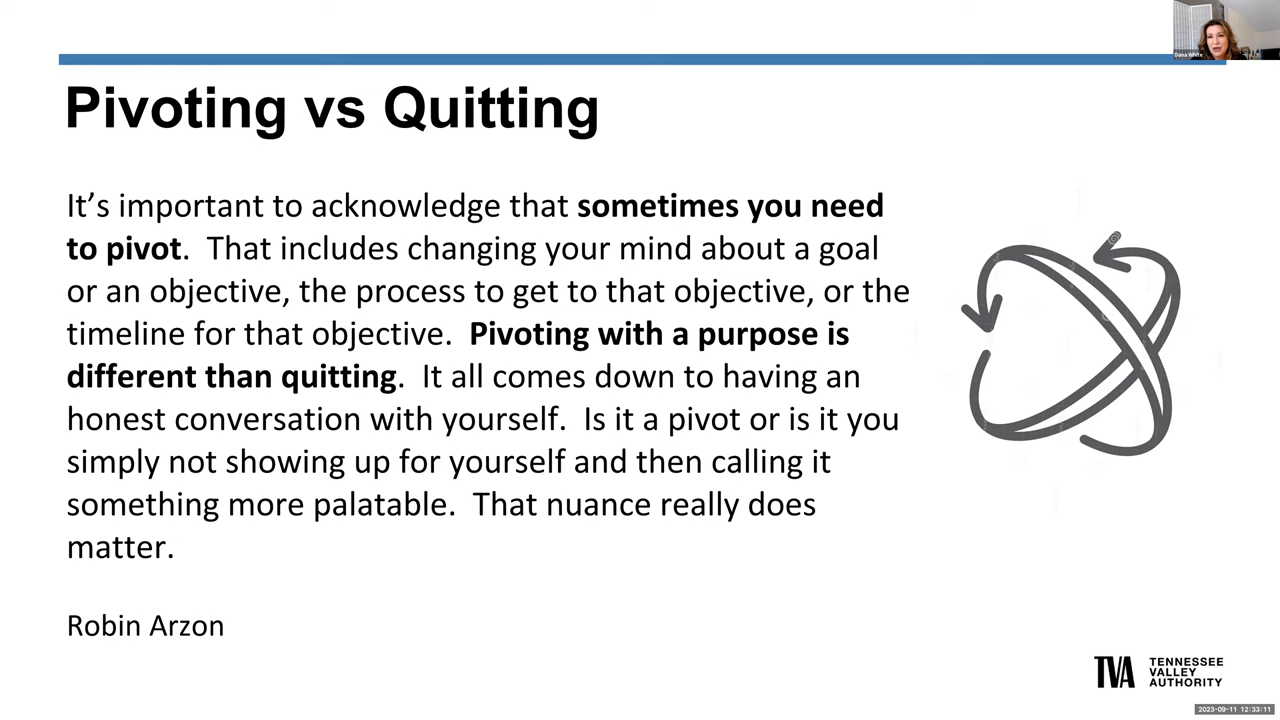 Dana White
Pivoting vs Quitting
It’s important to acknowledge that sometimes you need
to pivot.  That includes changing your mind about a goal
or an objective, the process to get to that objective, or the
timeline for that objective.  Pivoting with a purpose is
different than quitting.  It all comes down to having an
honest conversation with yourself.  Is it a pivot or is it you
simply not showing up for yourself and then calling it
something more palatable.  That nuance really does
matter.
Robin Arzon
TVA
TENNESSEE
VALLEY
AUTHORITY
2023-09-11 12:33:11